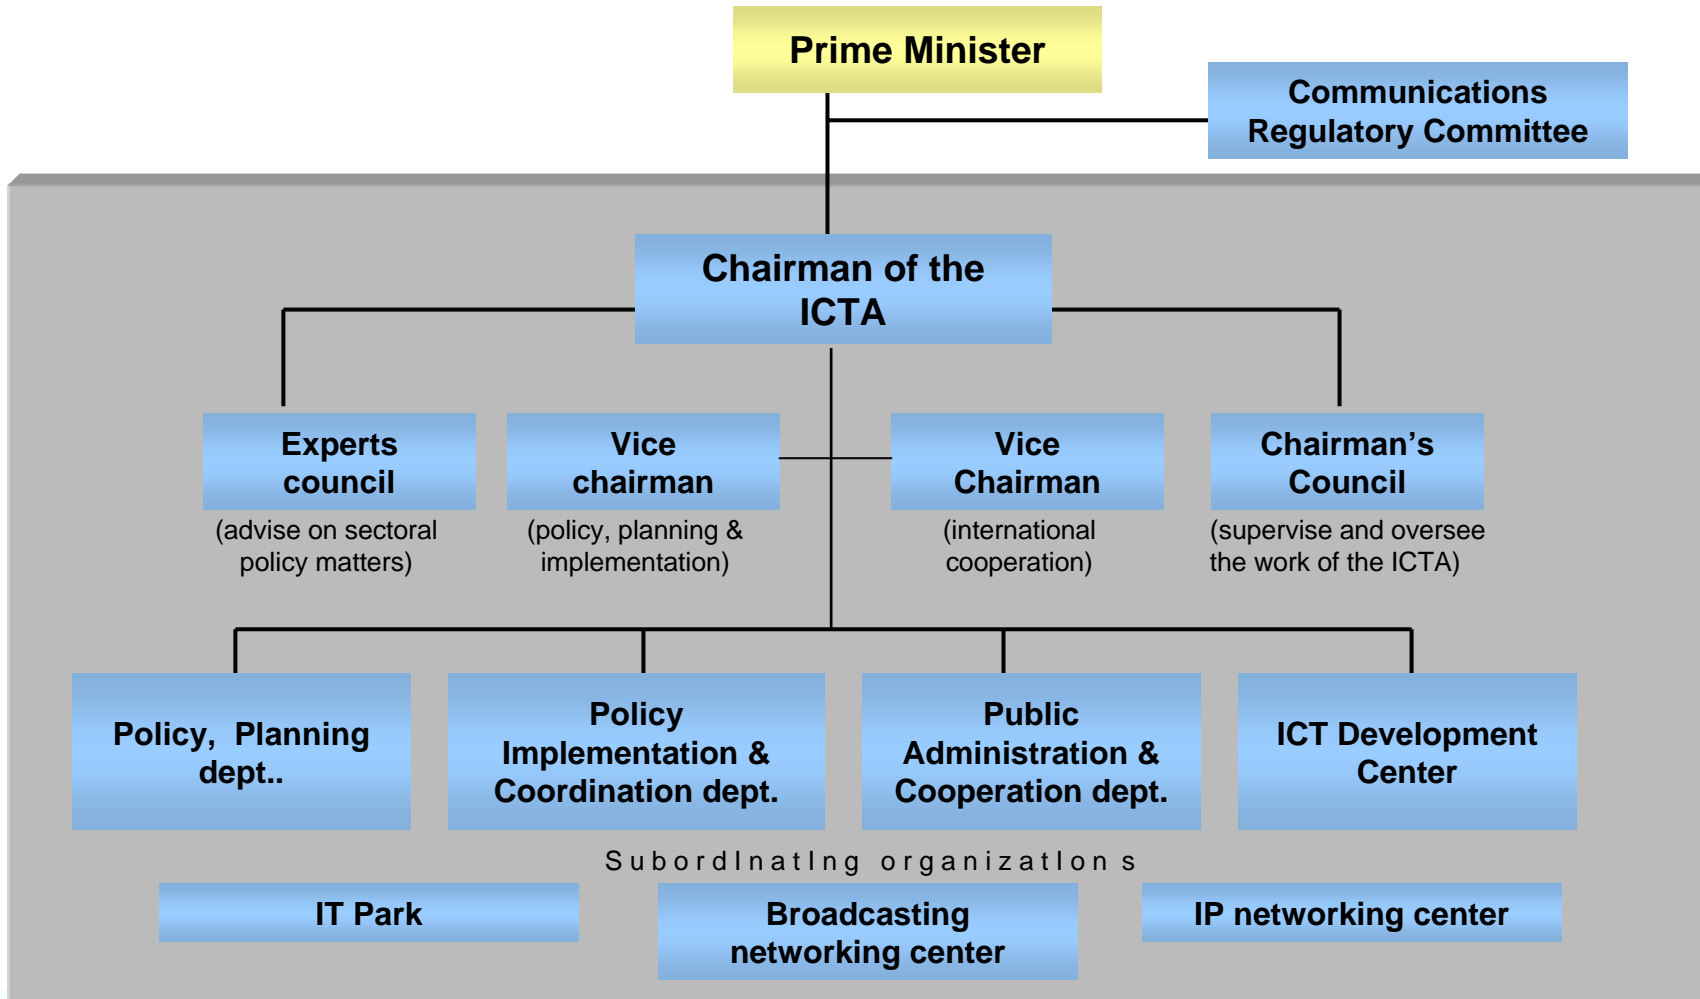 Prime Minister
Communications
Regulatory Committee
Chairman of the
ICTA
Experts
council
(advise on sectoral
policy matters)
Vice
chairman
(policy, planning &
implementation)
Vice
Chairman
(international
cooperation)
Chairman’s
Council
(supervise and oversee
the work of the ICTA)
Policy, Planning
dept..
Policy
Implementation &
Coordination dept.
Public
Administration &
Cooperation dept.
ICT Development
Center
SubordInatIng organizatIons
IT Park
Broadcasting
networking center
IP networking center